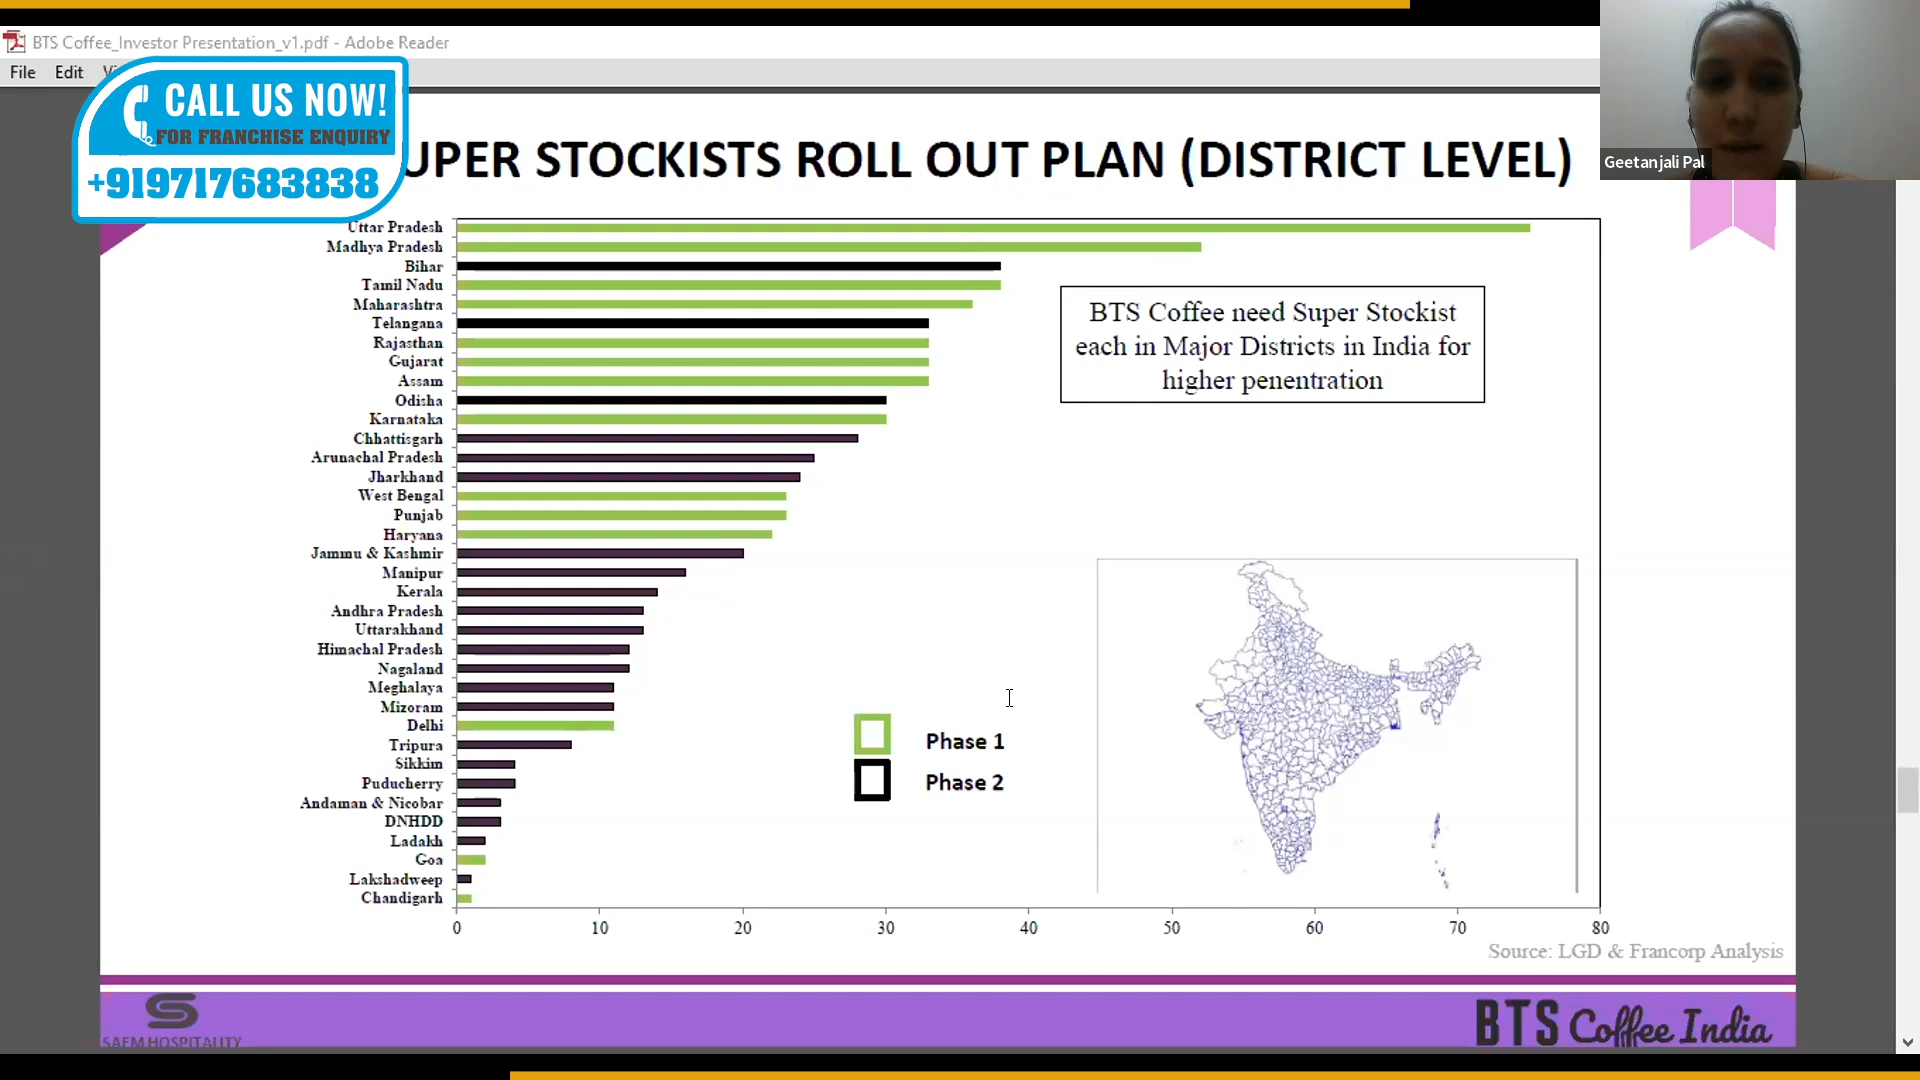 BTS Coffee_Investor Presentation_v1.pdf - Adobe Reader
File Edit
CALL US NOW!
FOR FRANCHISE ENQUIRY
+919717683838
Geetanjali Pal
UPER STOCKISTS ROLL OUT PLAN (DISTRICT LEVEL)
Uttar Pradesh
Madhya Pradesh
Bihar
Tamil Nadu
Maharashtra
Telangana
Rajasthan
Gujarat
Assam
Odisha
Karnataka
Chhattisgarh
Arunachal Pradesh
Jharkhand
West Bengal
Punjab
Haryana
Jammu & Kashmir
Manipur
Kerala
Andhra Pradesh
Uttarakhand
Himachal Pradesh
Nagaland
Meghalaya
Mizoram
Delhi
Tripura
Sikkim
Puducherry
Andaman & Nicobar
DNHDD
Ladakh
Goa
Lakshadweep
Chandigarh
0 10 20 30 40 50 60 70 80
BTS Coffee need Super Stockist
each in Major Districts in India for
higher penentration
Phase 1
Phase 2
Source: LGD & Francorp Analysis
SAEM HOSPITALITY
BTS Coffee India